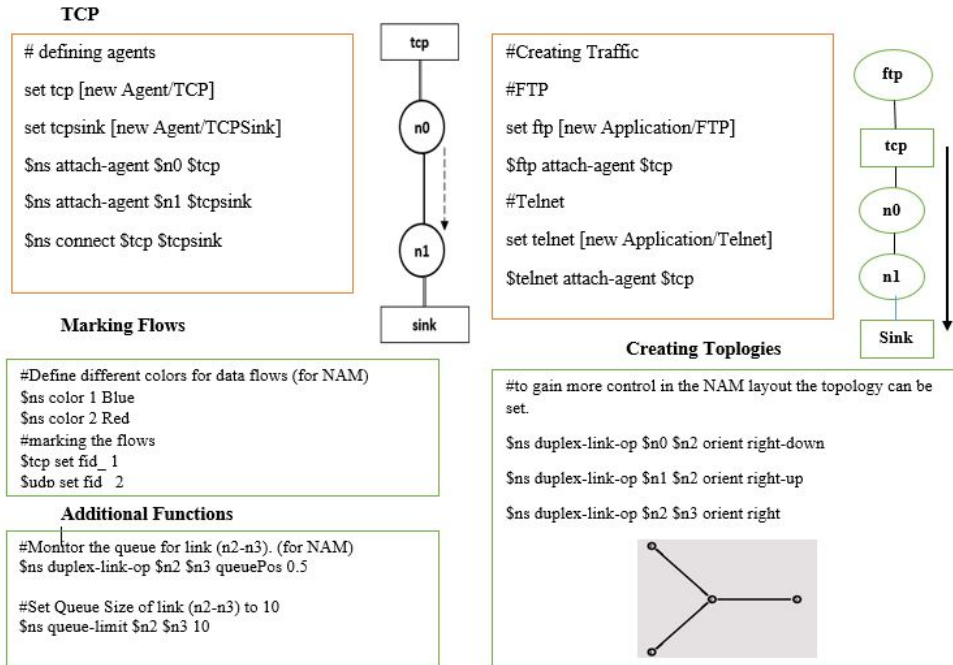 TCP
# defining agents
set tcp [new Agent/TCP]
set tcpsink [new Agent/TCPSink]
$ns attach-agent $n0 $tcp
$ns attach-agent $n1 $tcpsink
$ns connect $tcp $tcpsink
tcp
n0
n1
sink
#Creating Traffic
#FTP
set ftp [new Application/FTP]
$ftp attach-agent $tcp
#Telnet
set telnet [new Application/Telnet]
$telnet attach-agent $tcp
ftp
tcp
n0
n1
Sink
Marking Flows
#Define different colors for data flows (for NAM)
$ns color 1 Blue
$ns color 2 Red
#marking the flows
$tcp set fid_ 1
$udp set fid_ 2
Additional Functions
#Monitor the queue for link (n2-n3). (for NAM)
$ns duplex-link-op $n2 $n3 queuePos 0.5
#Set Queue Size of link (n2-n3) to 10
$ns queue-limit $n2 $n3 10
Creating Toplogies
#to gain more control in the NAM layout the topology can be
set.
$ns duplex-link-op $n0 $n2 orient right-down
$ns duplex-link-op $n1 $n2 orient right-up
$ns duplex-link-op $n2 $n3 orient right